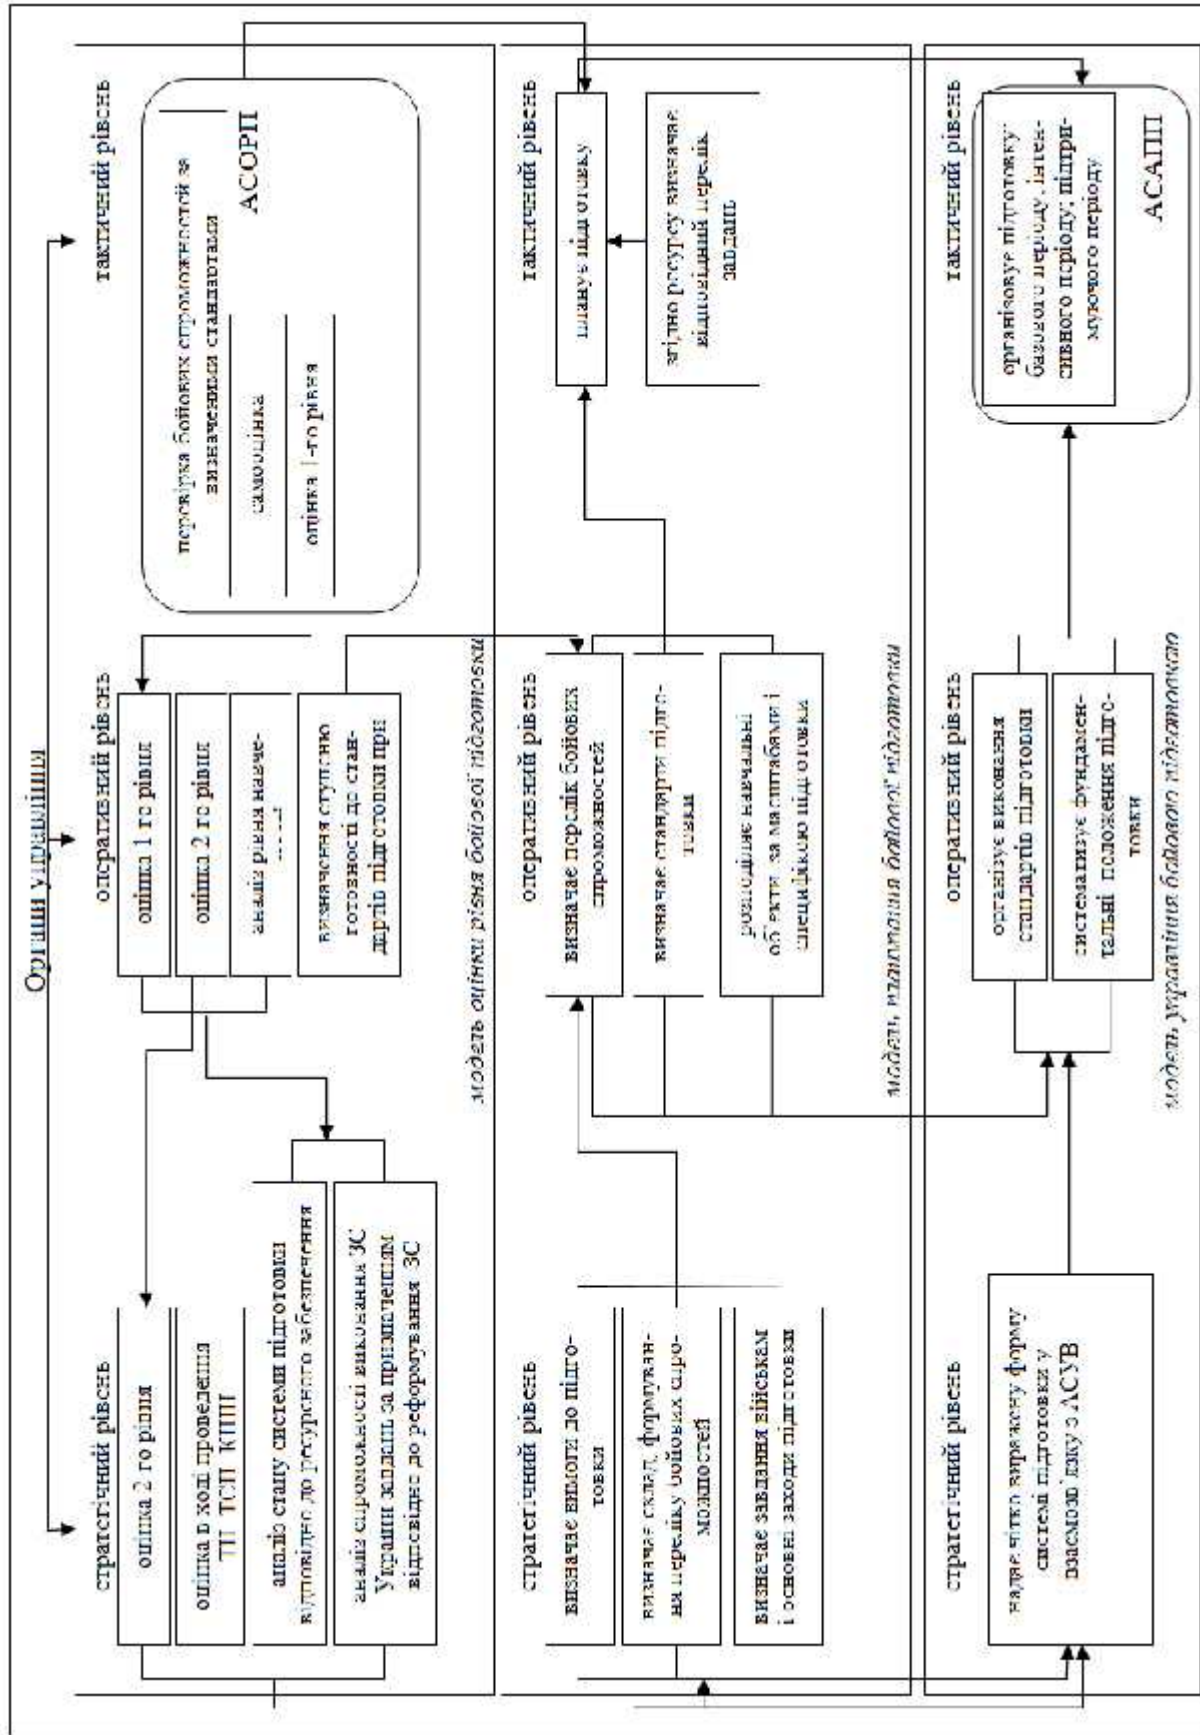 Органи управління
стратегічний рівень
оперативний рівень
тактичний рівень
оцінка 2 го рівня
оцінка в ході проведення
ТП ТСП КППІ
аналіз стану системи підготовки
відповідно до ресурсного забезпечення
аналіз спроможності виконання ЗС
України завдань за призначенням
відповідно до реформування ЗС
оцінка 1 го рівня
оцінка 2 го рівня
аналіз рівня навче-
визначення ступеню
готовності до стан-
дартів підготовки при
перевірка бойових спроможностей за
визначеними стандартами
самооцінка
оцінка 1-го рівня
АСОРП
модель оцінки рівня бойової підготовки
стратегічний рівень
оперативний рівень
тактичний рівень
визначає вимоги до підго-
товки
визначає склад, формуван-
ня переліку бойових спро-
можностей
визначає завдання військам
і основні заходи підготовки
визначає перелік бойових
спроможностей
визначає стандарти підго-
товки
розподіляє навчальні
об'єкти за масштабами і
специфікою підготовки
планує підготовку
згідно ресурсу визначає
відповідний перелік
завдань
модель планування бойової підготовки
стратегічний рівень
оперативний рівень
тактичний рівень
надає чітко виражену форму
системі підготовки у
взаємозв'язку з АСУВ
організує виконання
стандартів підготовки
систематизує фундамен-
тальні положення підго-
товки
організовує підготовку:
базового періоду; інтен-
сивного періоду; підтри-
муючого періоду
АСАПП
модель управління бойовою підготовкою